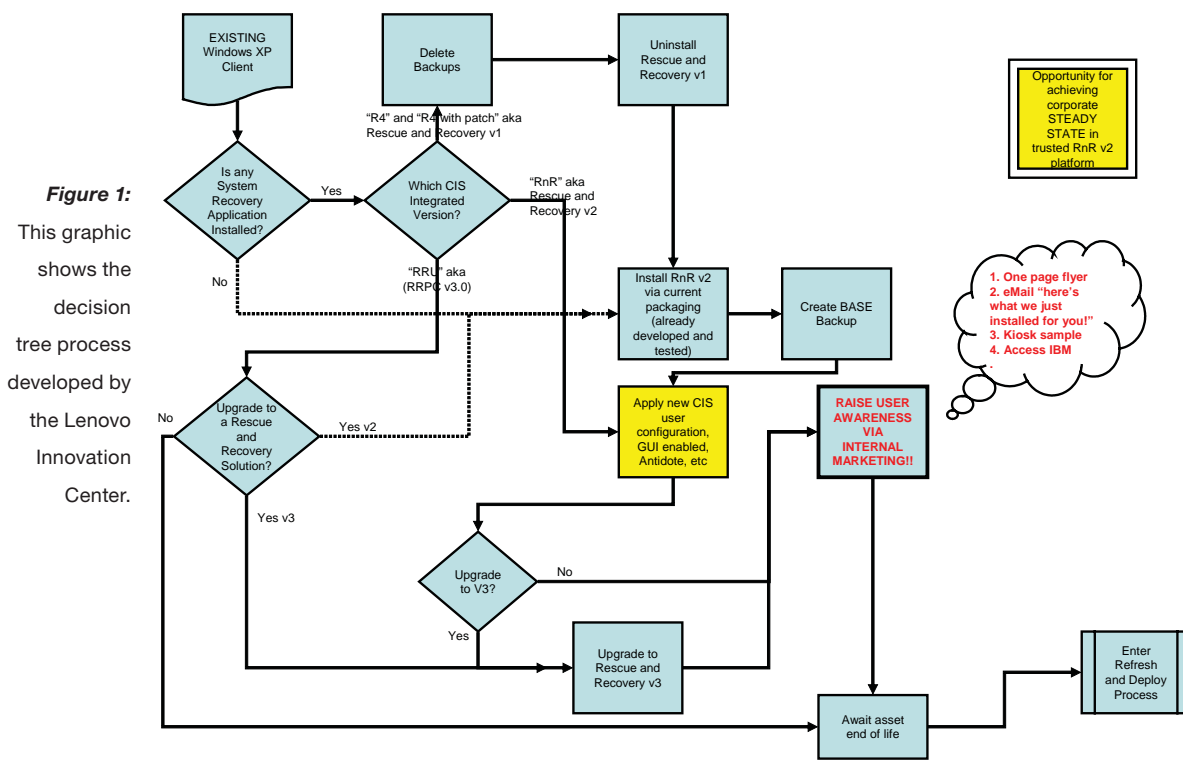 EXISTING
Windows XP
Client
Delete
Backups
Uninstall
Rescue and
Recovery v1
Opportunity for
achieving
corporate
STEADY
STATE in
trusted RnR v2
platform
"R4" and "R4 with patch" aka
Rescue and Recovery v1
Figure 1:
This graphic
shows the
decision
tree process
developed by
the Lenovo
Innovation
Center.
Is any
System
Recovery
Application
Installed?
Yes
Which CIS
Integrated
Version?
"RnR" aka
Rescue and
Recovery v2
No
"RRU" aka
(RRPC v3.0)
Install RnR v2
via current
packaging
(already
developed and
tested)
Create BASE
Backup
1. One page flyer
2. eMail "here's
what we just
installed for you!"
3. Kiosk sample
4. Access IBM
.
No
Upgrade to
a Rescue
and
Recovery
Solution?
Yes v2
Apply new CIS
user
configuration,
GUI enabled,
Antidote, etc
RAISE USER
AWARENESS
VIA
INTERNAL
MARKETING!!
Yes v3
Upgrade
to V3?
No
Yes
Upgrade to
Rescue and
Recovery v3
Await asset
end of life
Enter
Refresh
and Deploy
Process